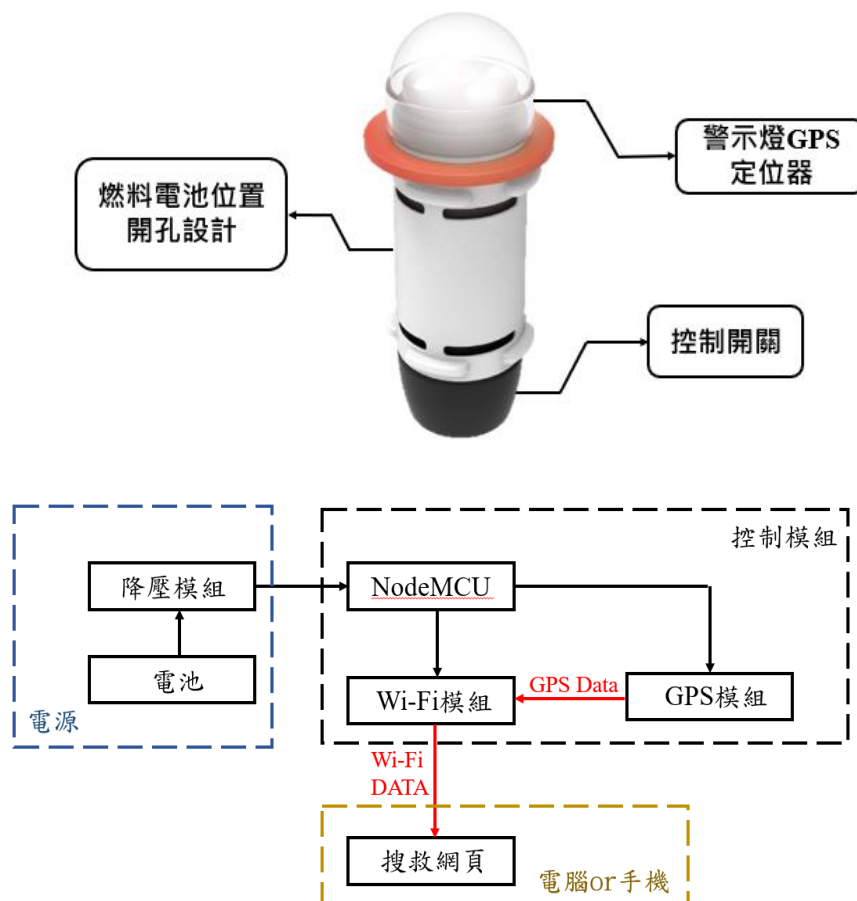 警示燈GPS
定位器
燃料電池位置
開孔設計
控制開關
控制模組
降壓模組
NodeMCU
電池
Wi-Fi模組
GPS Data
GPS模組
電源
Wi-Fi
DATA
搜救網頁
電腦or手機